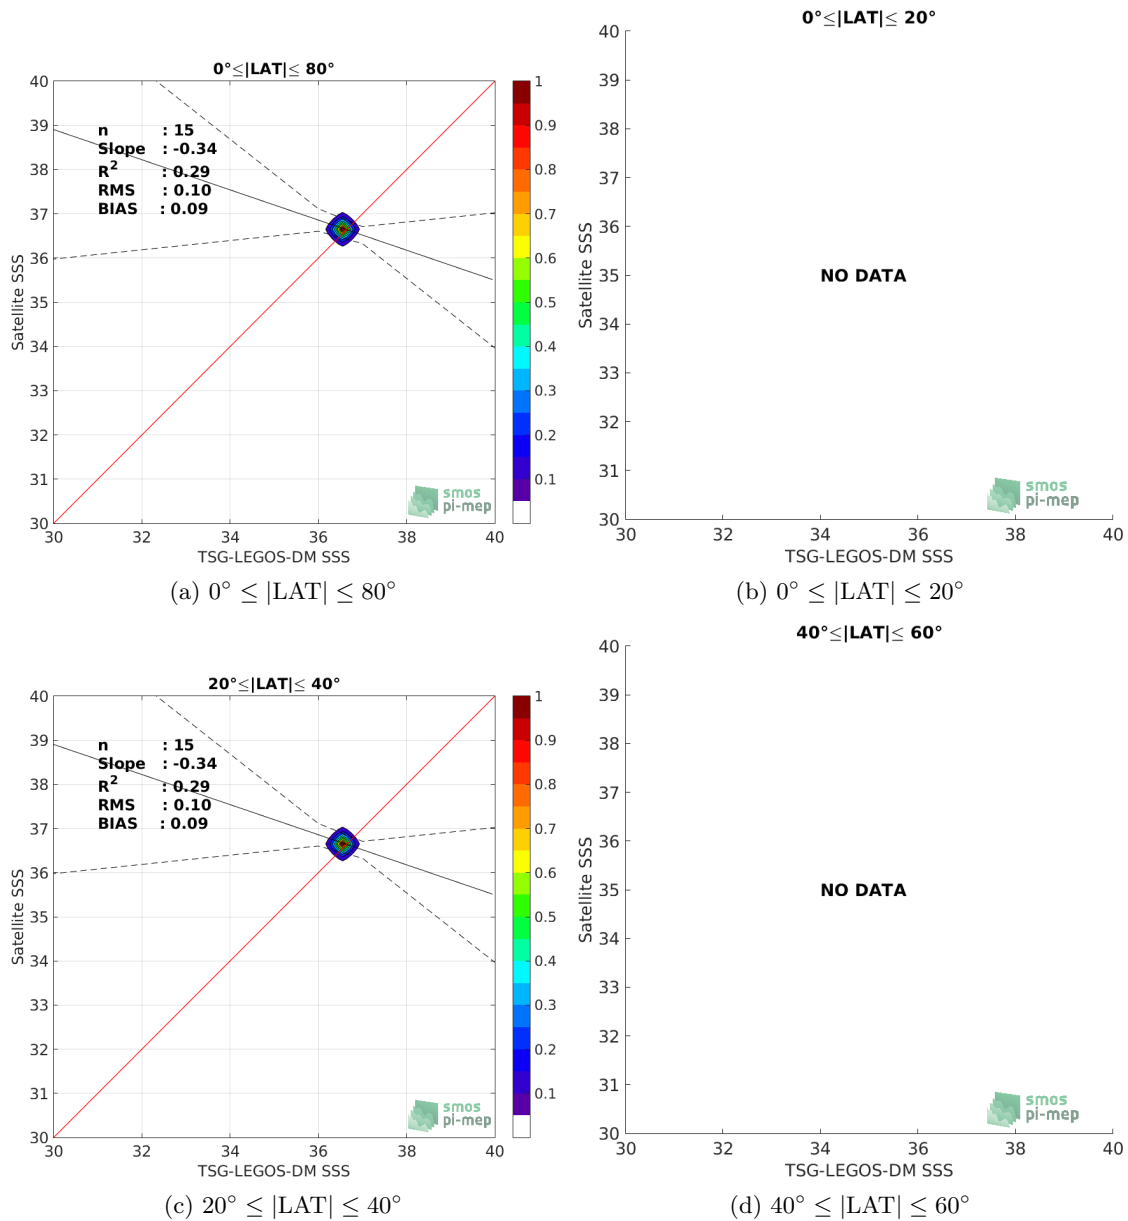 0°≤|LAT|≤ 80°
40
39
38
37
36
35
34
33
32
31
30
n : 15
Slope : -0.34
R² : 0.29
RMS : 0.10
BIAS : 0.09
Satellite SSS
30 32 34 36 38 40
TSG-LEGOS-DM SSS
1
0.9
0.8
0.7
0.6
0.5
0.4
0.3
0.2
0.1
smos
pi-mep
(a) 0° ≤ |LAT| ≤ 80°
0°≤|LAT|≤ 20°
40
39
38
37
36
35
34
33
32
31
30
Satellite SSS
NO DATA
smos
pi-mep
30 32 34 36 38 40
TSG-LEGOS-DM SSS
(b) 0° ≤ |LAT| ≤ 20°
20°≤|LAT|≤ 40°
40
39
38
37
36
35
34
33
32
31
30
n : 15
Slope : -0.34
R² : 0.29
RMS : 0.10
BIAS : 0.09
Satellite SSS
30 32 34 36 38 40
TSG-LEGOS-DM SSS
1
0.9
0.8
0.7
0.6
0.5
0.4
0.3
0.2
0.1
smos
pi-mep
(c) 20° ≤ |LAT| ≤ 40°
40°≤|LAT|≤ 60°
40
39
38
37
36
35
34
33
32
31
30
Satellite SSS
NO DATA
smos
pi-mep
30 32 34 36 38 40
TSG-LEGOS-DM SSS
(d) 40° ≤ |LAT| ≤ 60°